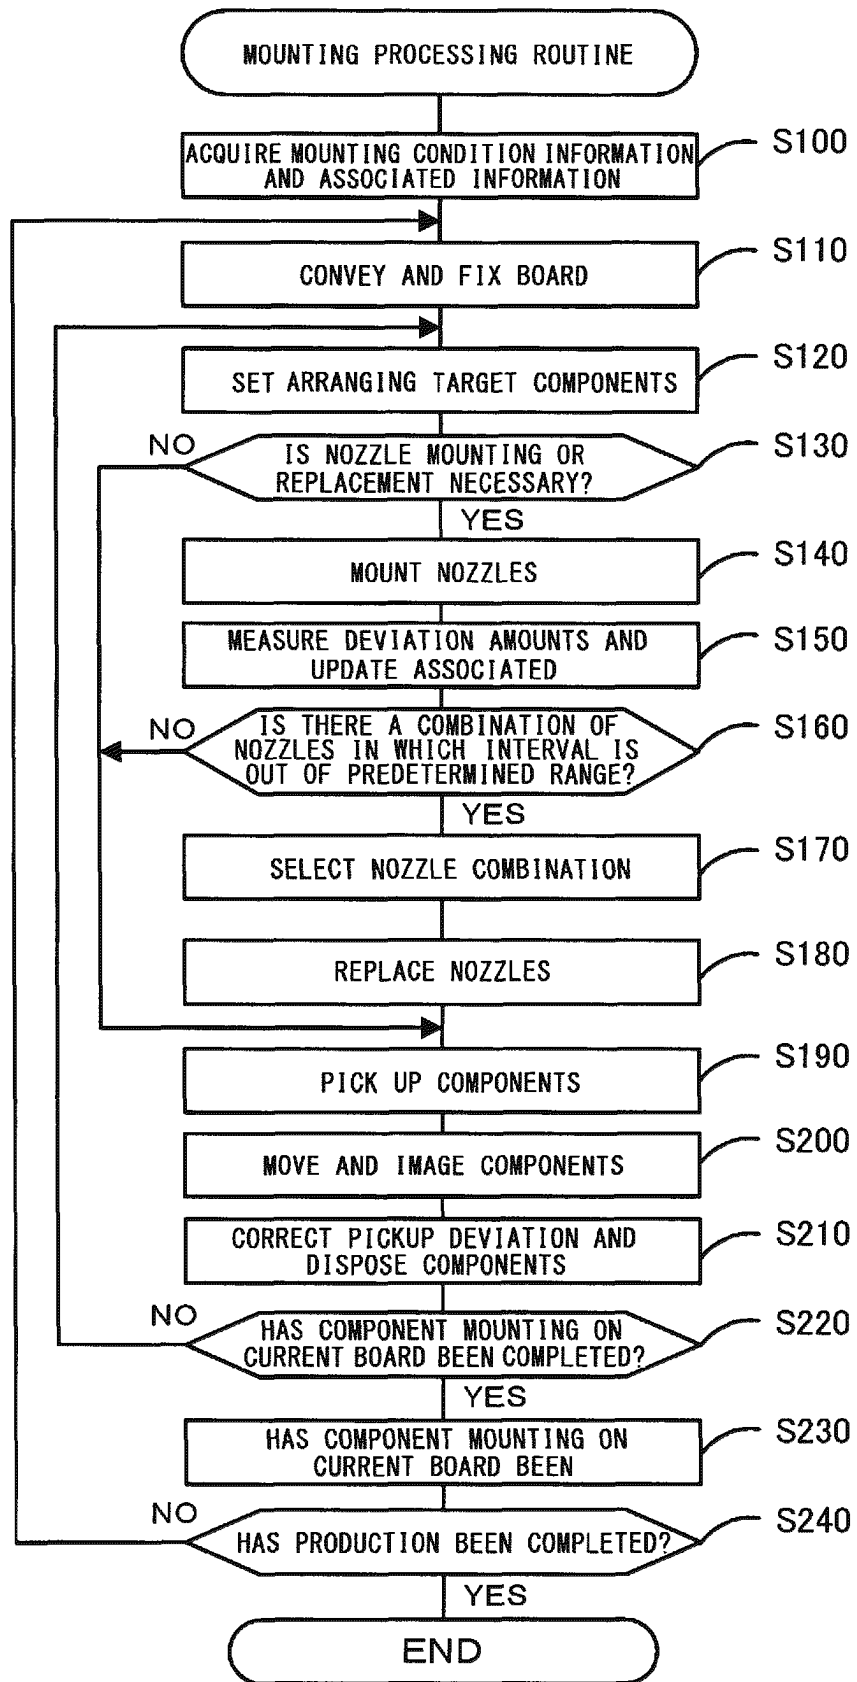 MOUNTING PROCESSING ROUTINE
ACQUIRE MOUNTING CONDITION INFORMATION
AND ASSOCIATED INFORMATION
S100
CONVEY AND FIX BOARD
S110
SET ARRANGING TARGET COMPONENTS
S120
NO
IS NOZZLE MOUNTING OR
REPLACEMENT NECESSARY?
S130
YES
MOUNT NOZZLES
S140
MEASURE DEVIATION AMOUNTS AND
UPDATE ASSOCIATED
S150
NO
IS THERE A COMBINATION OF
NOZZLES IN WHICH INTERVAL IS
OUT OF PREDETERMINED RANGE?
S160
YES
SELECT NOZZLE COMBINATION
S170
REPLACE NOZZLES
S180
PICK UP COMPONENTS
S190
MOVE AND IMAGE COMPONENTS
S200
CORRECT PICKUP DEVIATION AND
DISPOSE COMPONENTS
S210
NO
HAS COMPONENT MOUNTING ON
CURRENT BOARD BEEN COMPLETED?
S220
YES
HAS COMPONENT MOUNTING ON
CURRENT BOARD BEEN
S230
NO
HAS PRODUCTION BEEN COMPLETED?
S240
YES
END